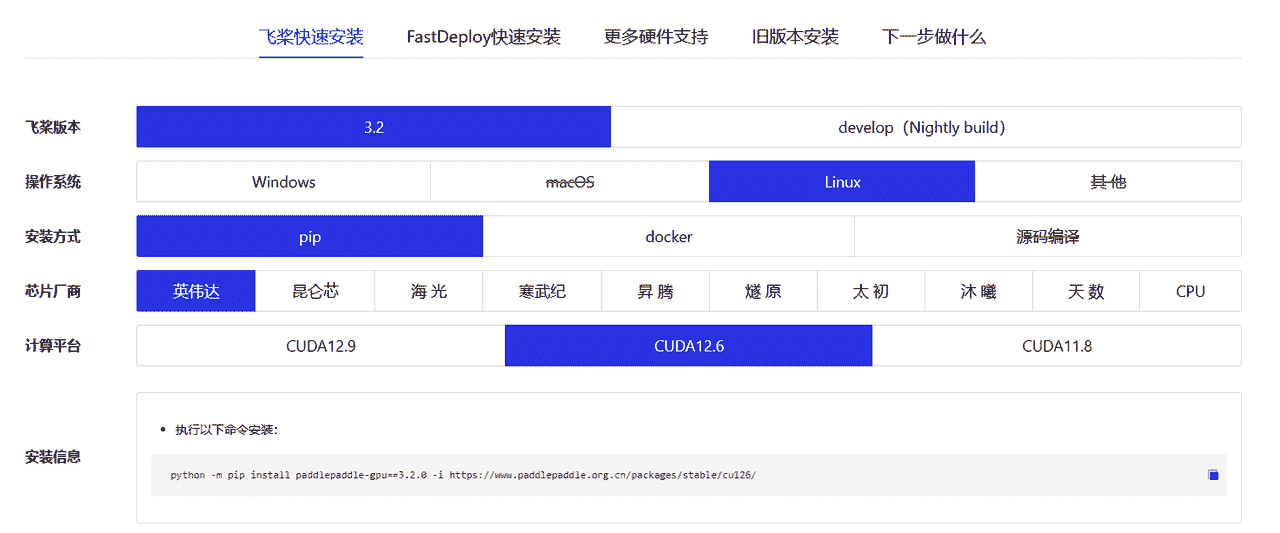 飞桨快速安装 FastDeploy快速安装 更多硬件支持 旧版本安装 下一步做什么
飞桨版本 3.2 develop（Nightly build）
操作系统 Windows macOS Linux 其 他
安装方式 pip docker 源码编译
芯片厂商 英伟达 昆仑芯 海 光 寒武纪 昇 腾 燧 原 太 初 沐 曦 天 数 CPU
计算平台 CUDA12.9 CUDA12.6 CUDA11.8
• 执行以下命令安装：
安装信息
python -m pip install paddlepaddle-gpu==3.2.0 -i https://www.paddlepaddle.org.cn/packages/stable/cu126/